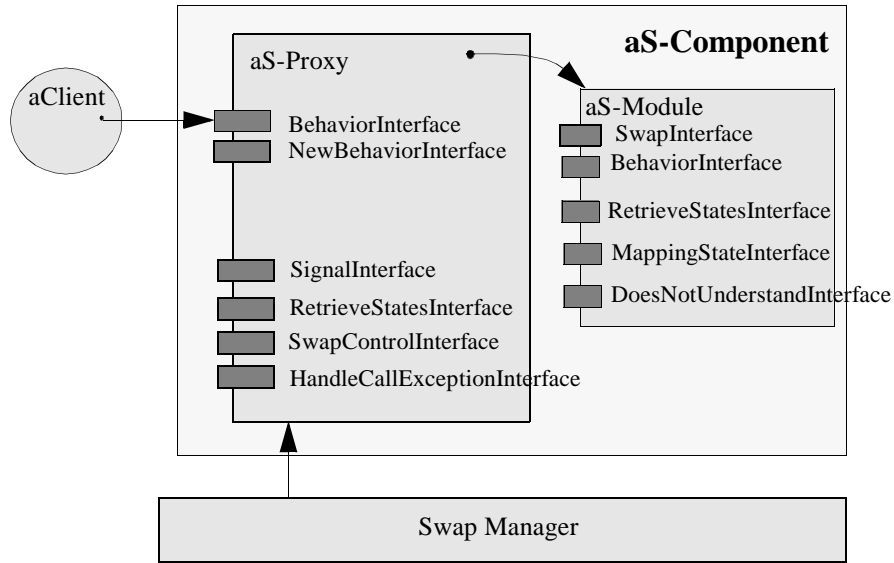 aS-Component
aS-Proxy
aClient
aS-Module
SwapInterface
BehaviorInterface
NewBehaviorInterface
BehaviorInterface
RetrieveStatesInterface
MappingStateInterface
DoesNotUnderstandInterface
SignalInterface
RetrieveStatesInterface
SwapControlInterface
HandleCallExceptionInterface
Swap Manager